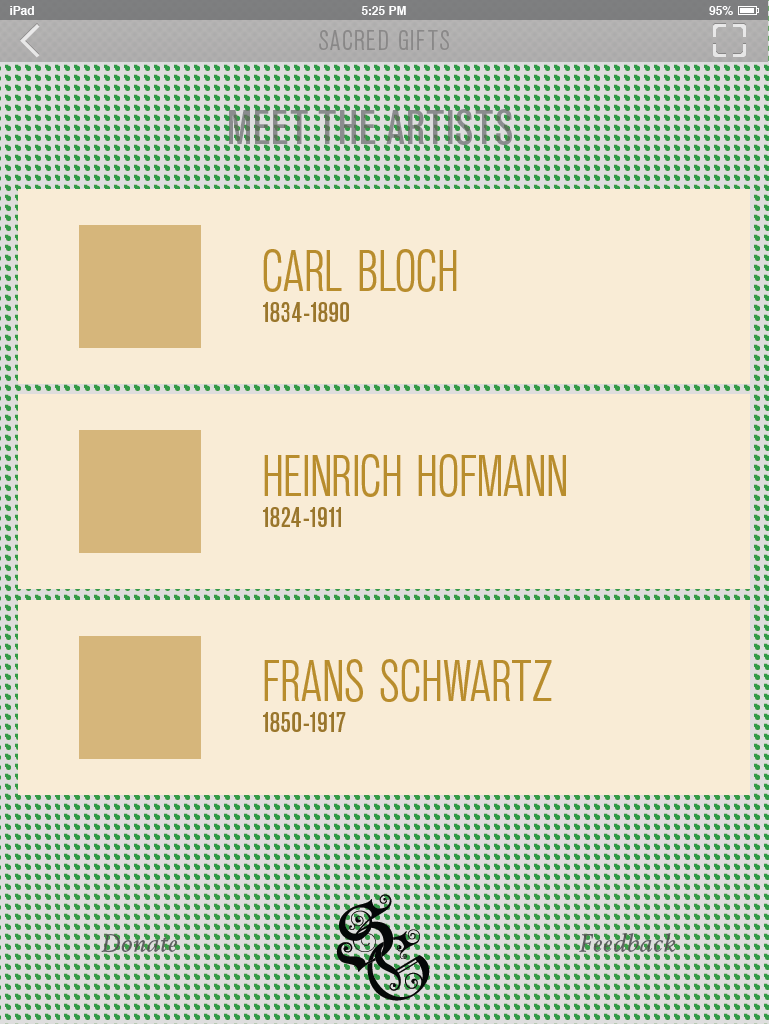 iPad 5:25 PM 95%
SACRED GIFTS
MEET THE ARTISTS
CARL BLOCH
1834-1890
HEINRICH HOFMANN
1824-1911
FRANS SCHWARTZ
1850-1917
Donate SG Feedback